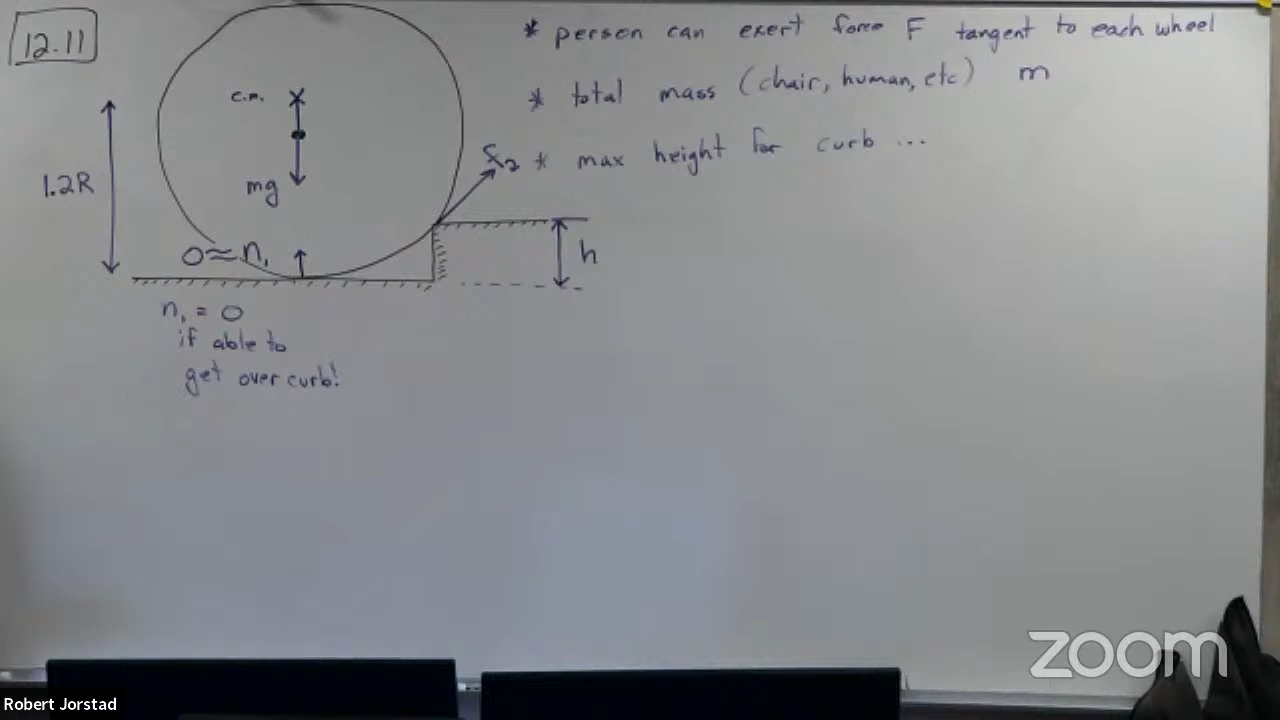 12.11
* person can exert force F tangent to each wheel
* total mass (chair, human, etc) m
* max height for curb ...
c.m.
1.2R
mg
f₂
0≈n₁
h
n₁ = 0
if able to
get over curb!
zoom
Robert Jorstad